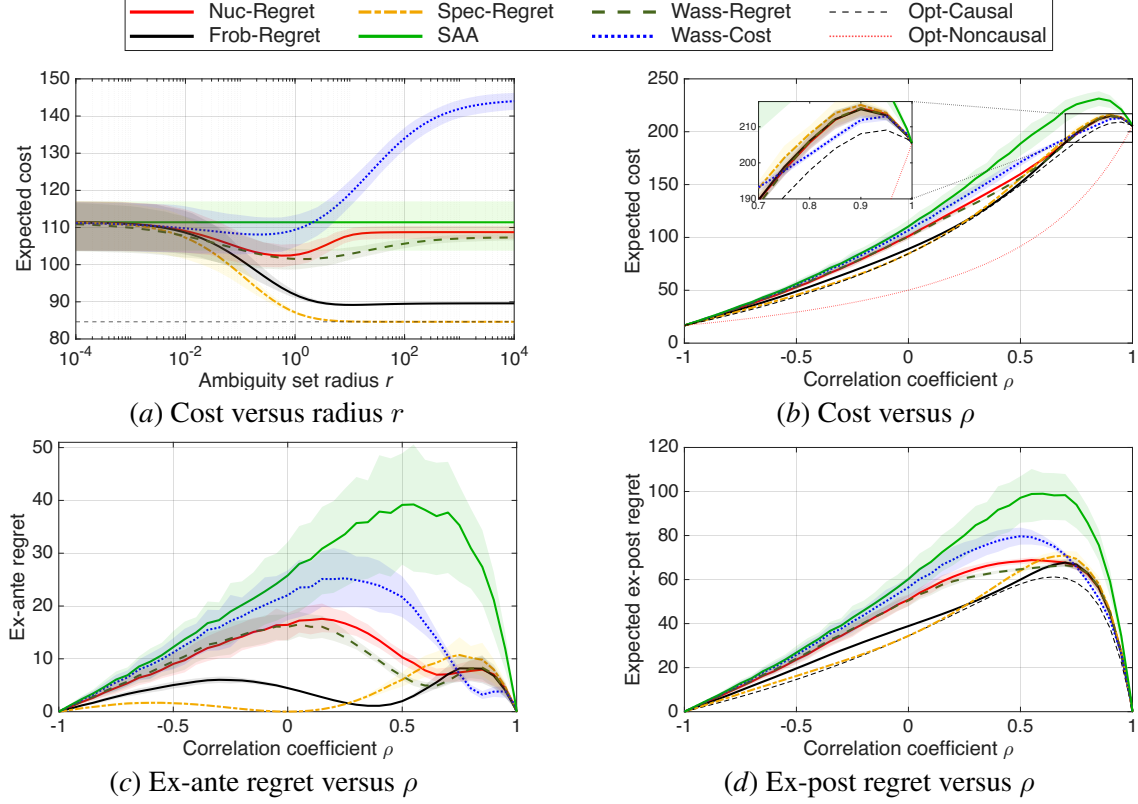 Nuc-Regret Spec-Regret Wass-Regret Opt-Causal
Frob-Regret SAA Wass-Cost Opt-Noncausal
Expected cost
150
140
130
120
110
100
90
80
10^-4 10^-2 10^0 10^2 10^4
Ambiguity set radius r
(a) Cost versus radius r
Expected cost
250
200
150
100
50
0
210
200
190
0.7 0.8 0.9 1
-1 -0.5 0 0.5 1
Correlation coefficient ρ
(b) Cost versus ρ
Ex-ante regret
50
40
30
20
10
0
-1 -0.5 0 0.5 1
Correlation coefficient ρ
(c) Ex-ante regret versus ρ
Expected ex-post regret
120
100
80
60
40
20
0
-1 -0.5 0 0.5 1
Correlation coefficient ρ
(d) Ex-post regret versus ρ